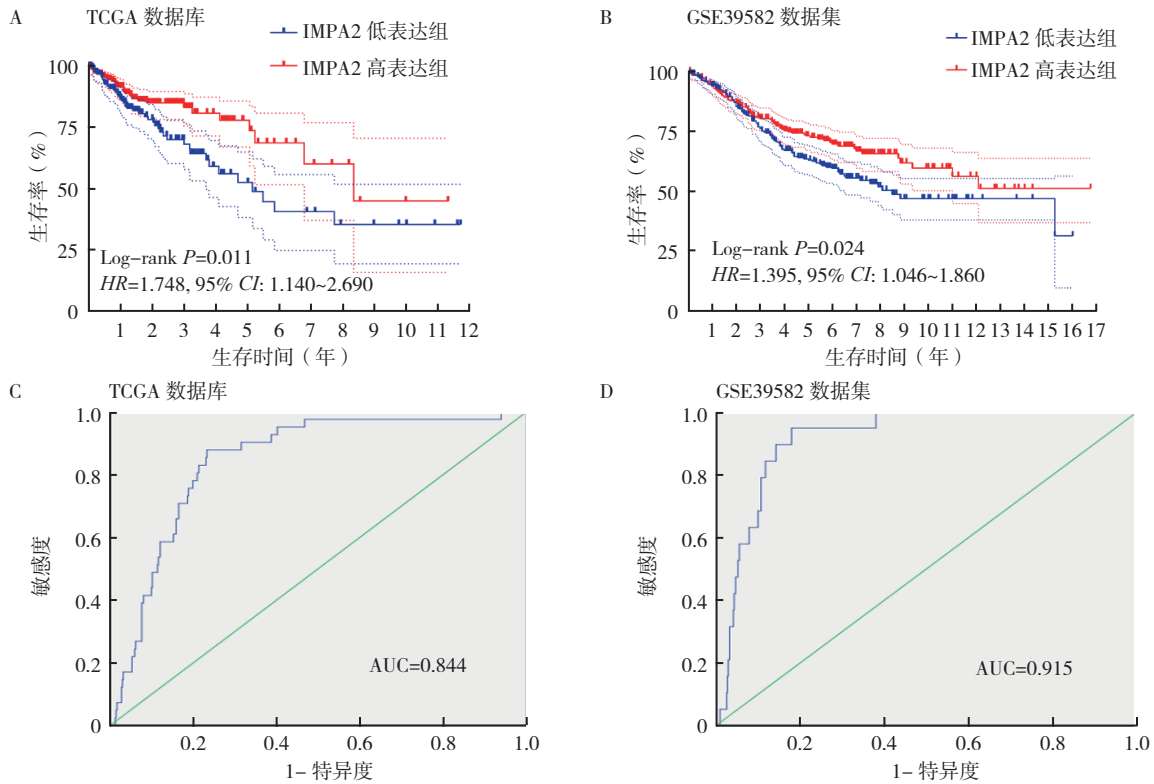 A TCGA 数据库
IMPA2 低表达组
IMPA2 高表达组
100
75
50
25
0
生存率（%）
Log-rank P=0.011
HR=1.748, 95% CI: 1.140~2.690
1 2 3 4 5 6 7 8 9 10 11 12
生存时间（年）
B GSE39582 数据集
IMPA2 低表达组
IMPA2 高表达组
100
75
50
25
0
生存率（%）
Log-rank P=0.024
HR=1.395, 95% CI: 1.046~1.860
1 2 3 4 5 6 7 8 9 10 11 12 13 14 15 16 17
生存时间（年）
C TCGA 数据库
1.0
0.8
0.6
0.4
0.2
0
敏感度
AUC=0.844
0.2 0.4 0.6 0.8 1.0
1- 特异度
D GSE39582 数据集
1.0
0.8
0.6
0.4
0.2
0
敏感度
AUC=0.915
0.2 0.4 0.6 0.8 1.0
1- 特异度